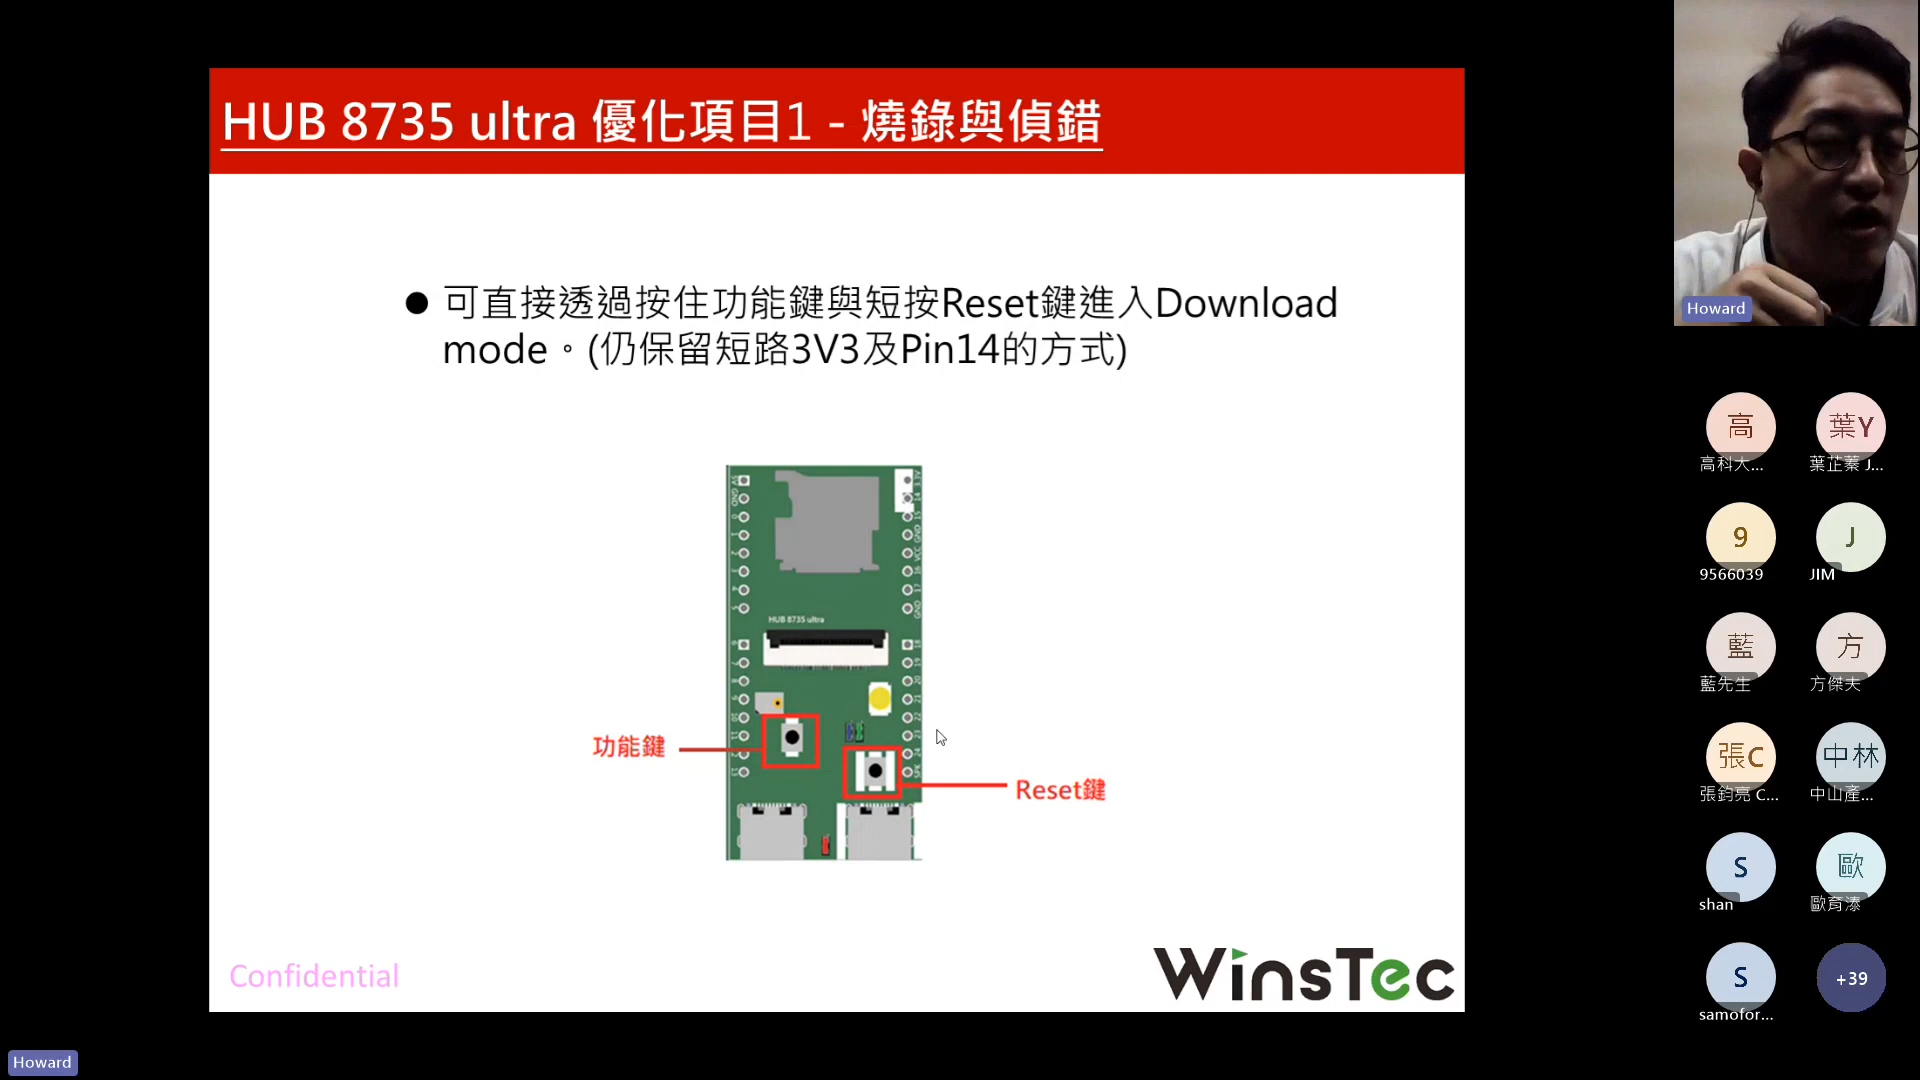 HUB 8735 ultra 優化項目1 - 燒錄與偵錯
● 可直接透過按住功能鍵與短按Reset鍵進入Download
mode。(仍保留短路3V3及Pin14的方式)
HUB 8735 ultra
功能鍵
Reset鍵
Confidential
WinsTec
Howard
高
高科大...
葉Y
葉芷蓁 J...
9
9566039
J
JIM
藍
藍先生
方
方傑夫
張C
張鈞亮 C...
中林
中山產...
S
shan
歐
歐育溙
S
samofor...
+39
Howard